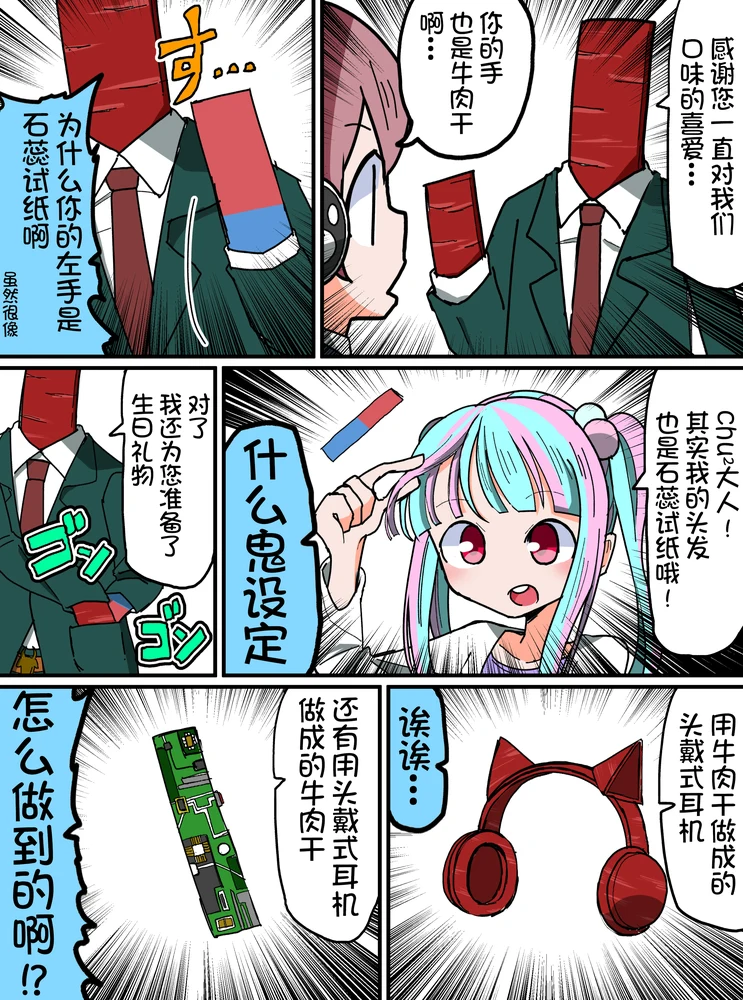 感谢您一直对我们
口味的喜爱…
你的手
也是牛肉干
啊…
す…
为什么你的左手是
石蕊试纸啊
虽然很像
Chu²大人！
其实我的头发
也是石蕊试纸哦！
什么鬼设定
对了
我还为您准备了
生日礼物
ゴン
ゴン
用牛肉干做成的
头戴式耳机
诶诶…
还有用头戴式耳机
做成的牛肉干
怎么做到的啊!?